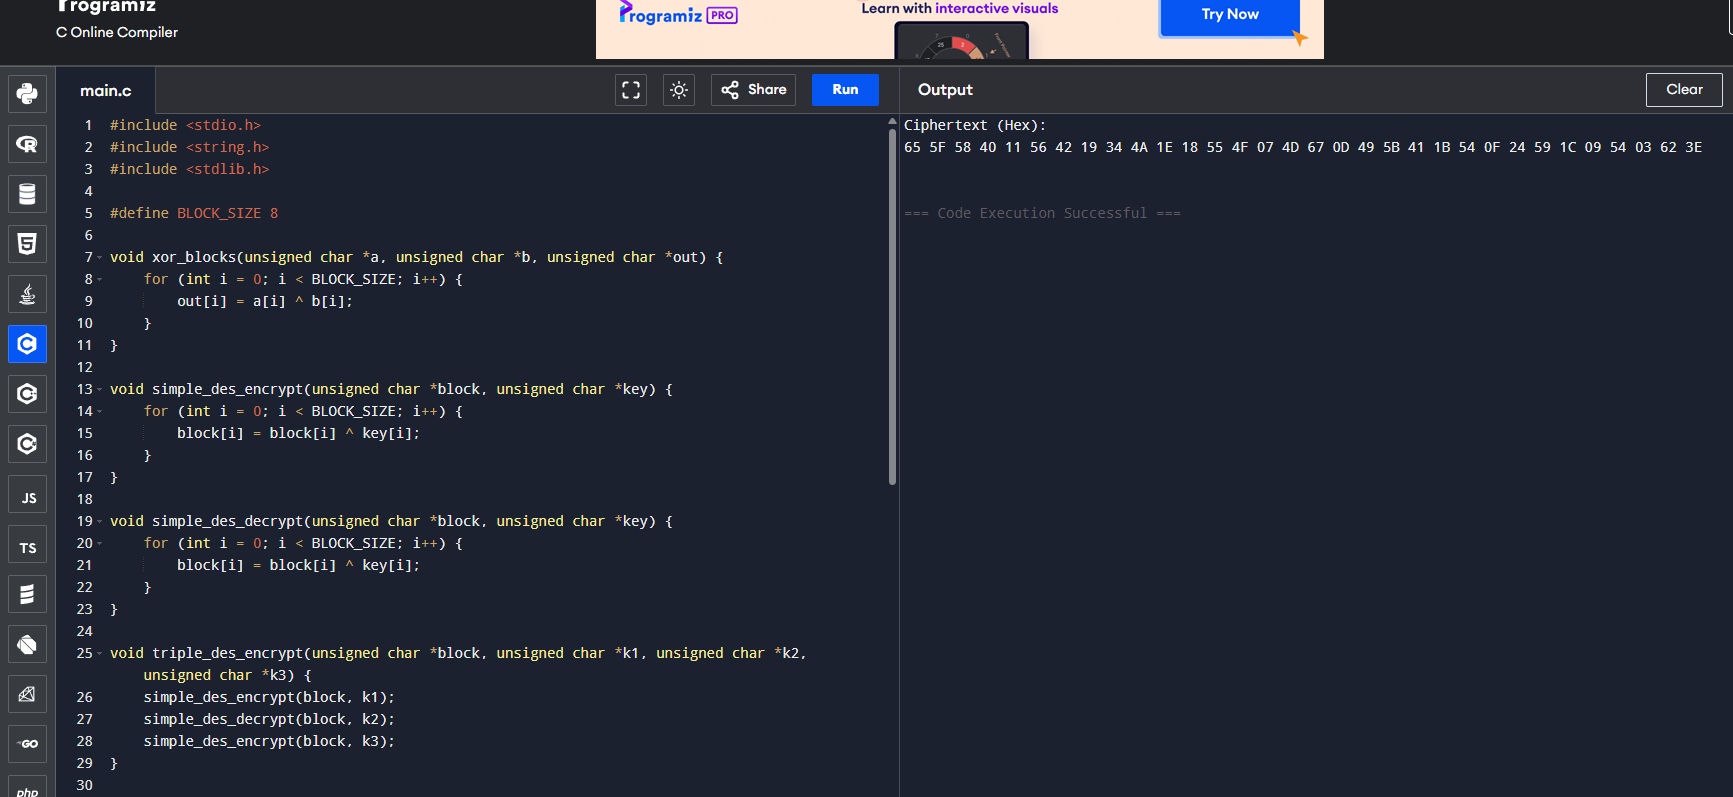 Programiz
C Online Compiler
Programiz PRO
Learn with interactive visuals
Try Now
main.c
Share
Run
Output
Clear
1 #include <stdio.h>
2 #include <string.h>
3 #include <stdlib.h>
4
5 #define BLOCK_SIZE 8
6
7 void xor_blocks(unsigned char *a, unsigned char *b, unsigned char *out) {
8     for (int i = 0; i < BLOCK_SIZE; i++) {
9         out[i] = a[i] ^ b[i];
10     }
11 }
12
13 void simple_des_encrypt(unsigned char *block, unsigned char *key) {
14     for (int i = 0; i < BLOCK_SIZE; i++) {
15         block[i] = block[i] ^ key[i];
16     }
17 }
18
19 void simple_des_decrypt(unsigned char *block, unsigned char *key) {
20     for (int i = 0; i < BLOCK_SIZE; i++) {
21         block[i] = block[i] ^ key[i];
22     }
23 }
24
25 void triple_des_encrypt(unsigned char *block, unsigned char *k1, unsigned char *k2,
    unsigned char *k3) {
26     simple_des_encrypt(block, k1);
27     simple_des_decrypt(block, k2);
28     simple_des_encrypt(block, k3);
29 }
30
Ciphertext (Hex):
65 5F 58 40 11 56 42 19 34 4A 1E 18 55 4F 07 4D 67 0D 49 5B 41 1B 54 0F 24 59 1C 09 54 03 62 3E
=== Code Execution Successful ===
JS
TS
GO
php